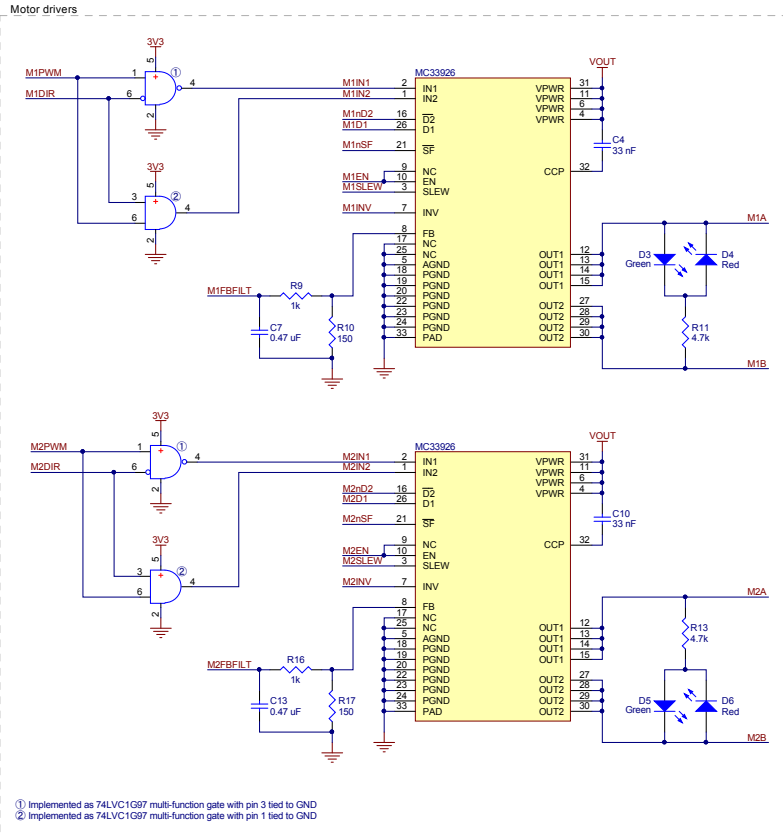 Motor drivers
3V3
5
M1PWM
1
①
4
M1DIR
6
2
3V3
5
②
3
4
6
2
MC33926
M1IN1
2
IN1
M1IN2
1
IN2
M1nD2
16
D2
M1D1
26
D1
M1nSF
21
SF
9
NC
M1EN
10
EN
M1SLEW
3
SLEW
M1INV
7
INV
8
FB
17
NC
25
NC
5
AGND
18
PGND
19
PGND
20
PGND
22
PGND
23
PGND
24
PGND
33
PAD
VOUT
VPWR
31
VPWR
11
VPWR
6
VPWR
4
C4
33 nF
CCP
32
OUT1
12
OUT1
13
OUT1
14
OUT1
15
OUT2
27
OUT2
28
OUT2
29
OUT2
30
M1A
D3
Green
D4
Red
R11
4.7k
M1B
M1FBFILT
R9
1k
C7
0.47 uF
R10
150
3V3
5
M2PWM
1
①
4
M2DIR
6
2
3V3
5
②
3
4
6
2
MC33926
M2IN1
2
IN1
M2IN2
1
IN2
M2nD2
16
D2
M2D1
26
D1
M2nSF
21
SF
9
NC
M2EN
10
EN
M2SLEW
3
SLEW
M2INV
7
INV
8
FB
17
NC
25
NC
5
AGND
18
PGND
19
PGND
20
PGND
22
PGND
23
PGND
24
PGND
33
PAD
VOUT
VPWR
31
VPWR
11
VPWR
6
VPWR
4
C10
33 nF
CCP
32
OUT1
12
OUT1
13
OUT1
14
OUT1
15
OUT2
27
OUT2
28
OUT2
29
OUT2
30
M2A
R13
4.7k
D5
Green
D6
Red
M2B
M2FBFILT
R16
1k
C13
0.47 uF
R17
150
① Implemented as 74LVC1G97 multi-function gate with pin 3 tied to GND
② Implemented as 74LVC1G97 multi-function gate with pin 1 tied to GND